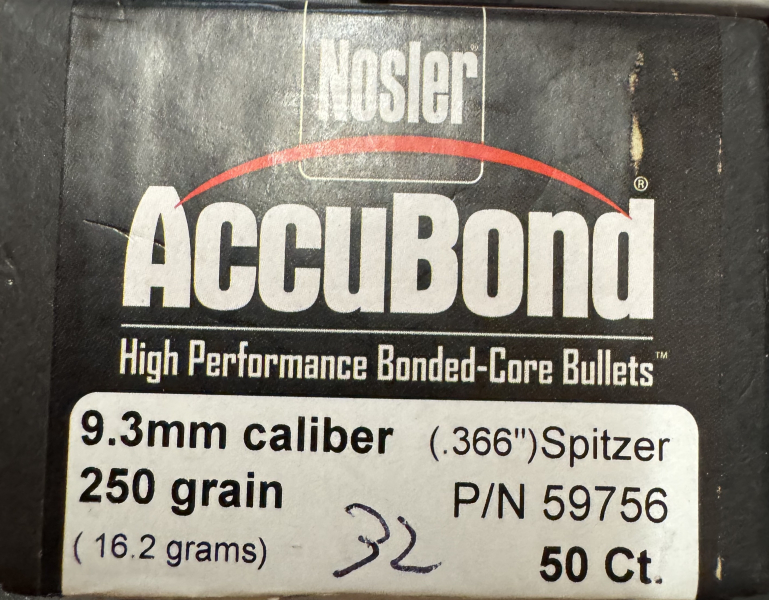 Nosler®
AccuBond®
High Performance Bonded-Core Bullets™
9.3mm caliber (.366")Spitzer
250 grain P/N 59756
( 16.2 grams) 32 50 Ct.